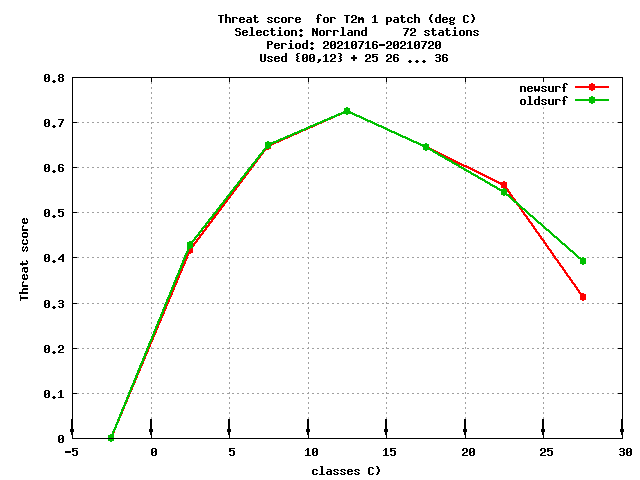 Threat score  for T2m 1 patch (deg C)
Selection: Norrland     72 stations
Period: 20210716-20210720
Used {00,12} + 25 26 ... 36
newsurf
oldsurf
0.8
0.7
0.6
0.5
0.4
0.3
0.2
0.1
0
Threat score
-5 0 5 10 15 20 25 30
classes C)